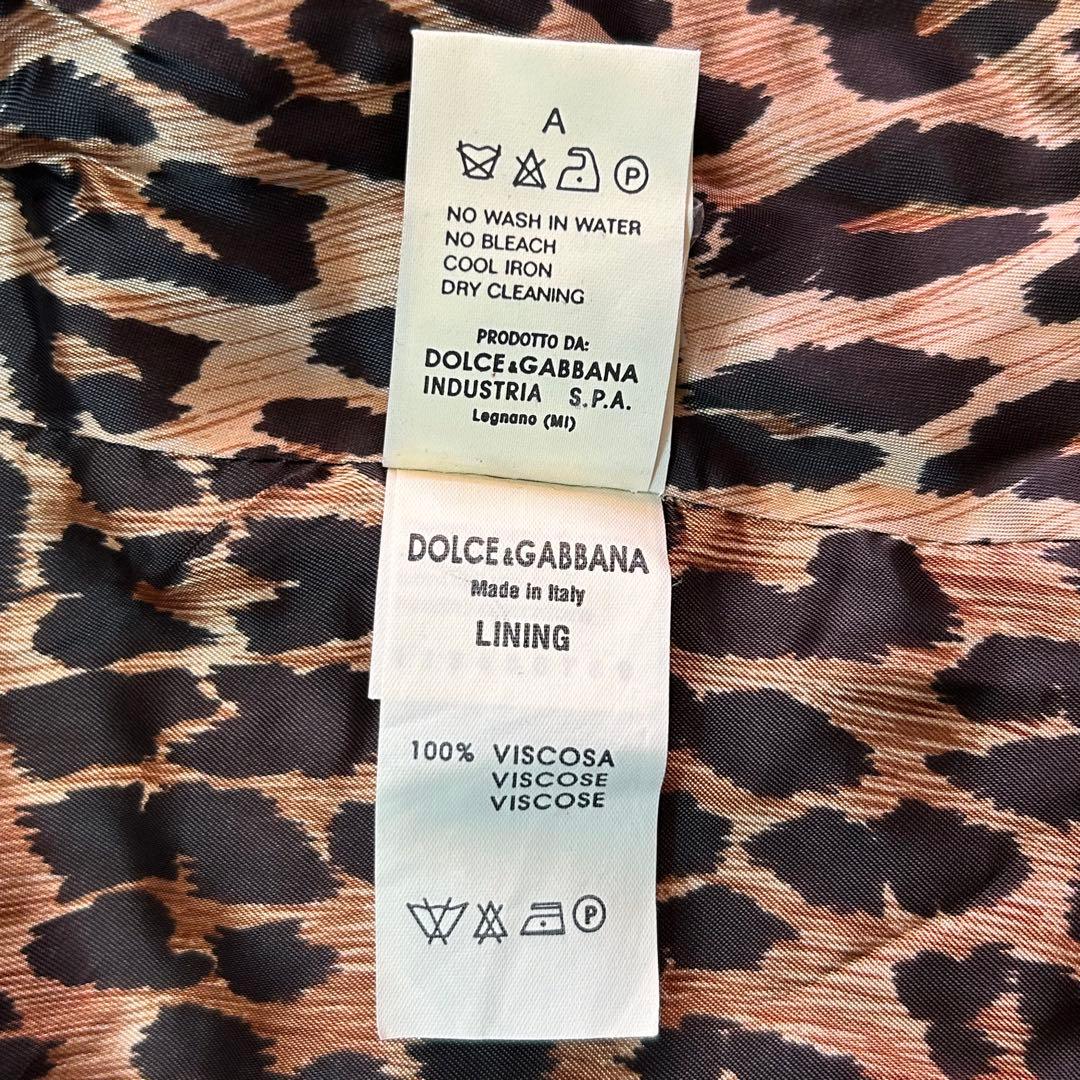 A
P
NO WASH IN WATER
NO BLEACH
COOL IRON
DRY CLEANING
PRODOTTO DA:
DOLCE&GABBANA
INDUSTRIA S.P.A.
Legnano (MI)
DOLCE&GABBANA
Made in Italy
LINING
100% VISCOSA
VISCOSE
VISCOSE
P